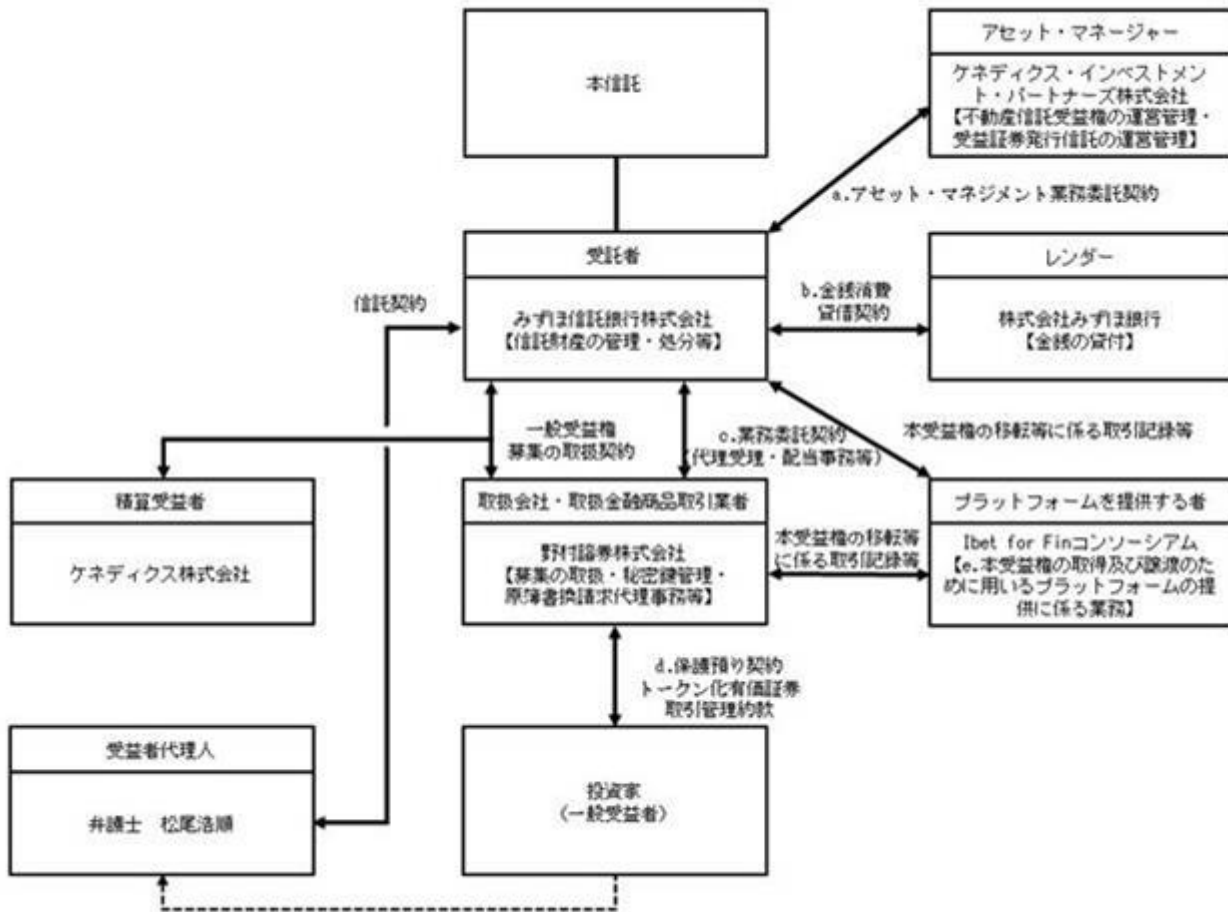 本信託
アセット・マネージャー
ケネディクス・インベストメン
ト・パートナーズ株式会社
【不動産信託受益権の運営管理・
受益証券発行信託の運営管理】
a.アセット・マネジメント業務委託契約
受託者
みずほ信託銀行株式会社
【信託財産の管理・処分等】
信託契約
b.金銭消費
貸借契約
レンダー
株式会社みずほ銀行
【金銭の貸付】
一般受益権
募集の取扱契約
c.業務委託契約
(代理受理・配当事務等)
本受益権の移転等に係る取引記録等
精算受益者
ケネディクス株式会社
取扱会社・取扱金融商品取引業者
野村證券株式会社
【募集の取扱・秘密鍵管理・
原簿書換請求代理事務等】
本受益権の移転等
に係る取引記録等
プラットフォームを提供する者
Ibet for Finコンソーシアム
【e.本受益権の取得及び譲渡のた
めに用いるプラットフォームの提
供に係る業務】
d.保護預り契約
トークン化有価証券
取引管理約款
受益者代理人
弁護士　松尾浩順
投資家
(一般受益者)